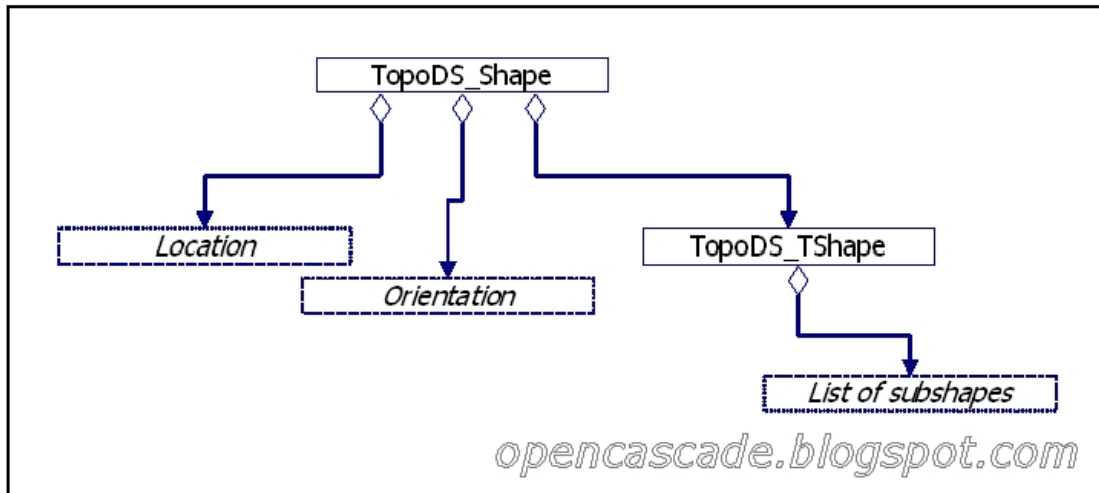 TopoDS_Shape
Location
Orientation
TopoDS_TShape
List of subshapes
opencascade.blogspot.com